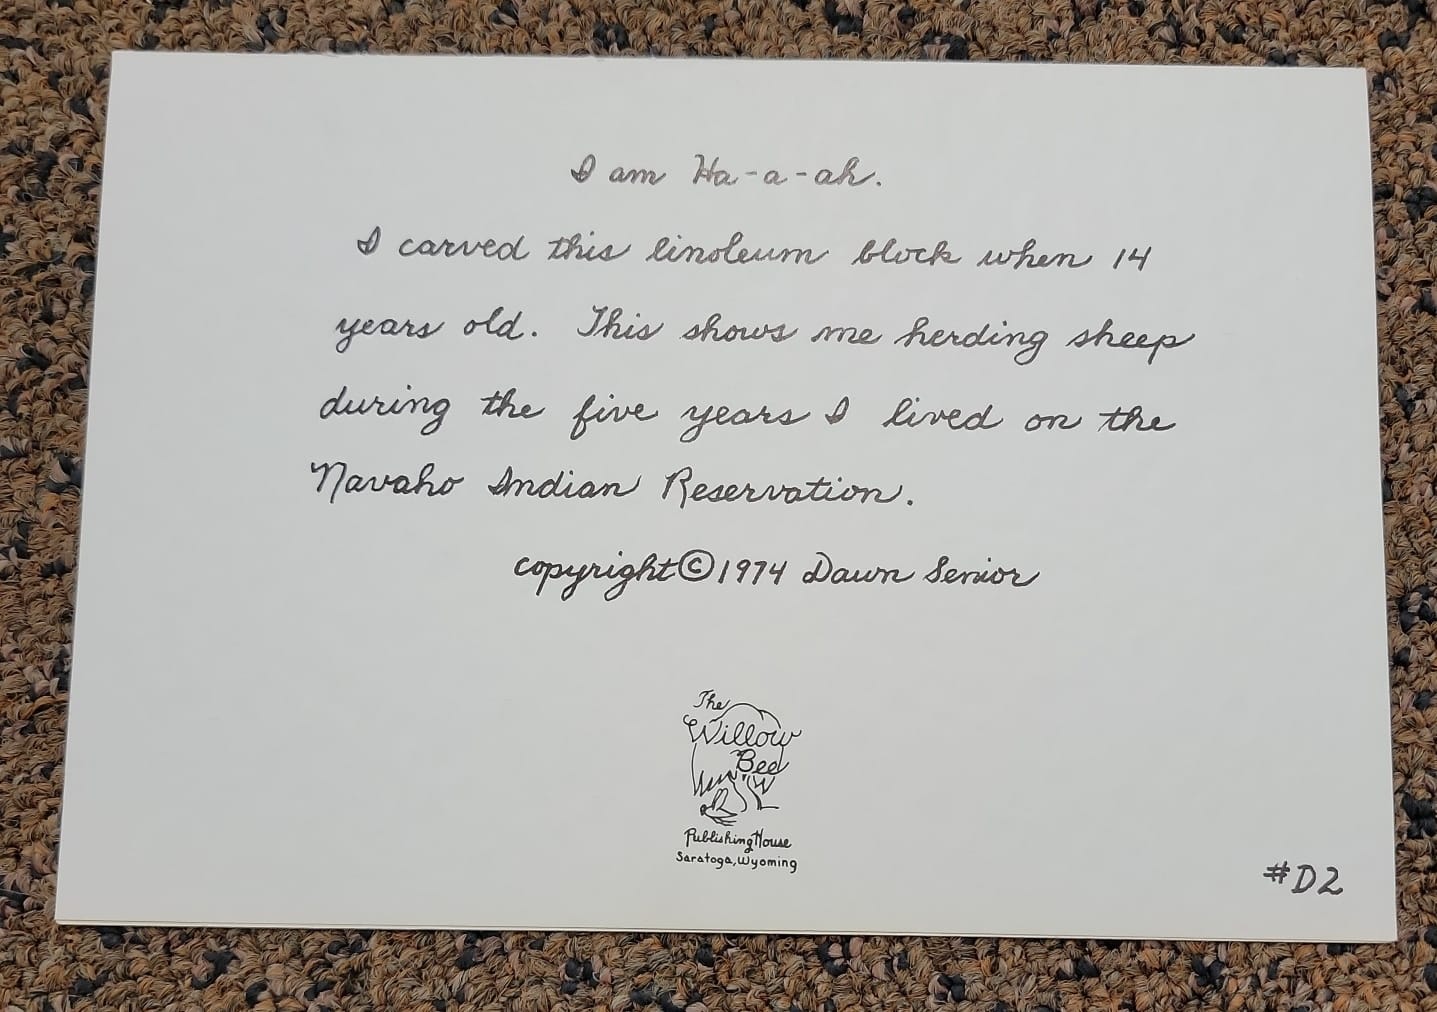 I am Ha-a-ah.
I carved this linoleum block when 14
years old. This shows me herding sheep
during the five years I lived on the
Navaho Indian Reservation.
copyright © 1974 Dawn Senior
The
Willow
Bee
Publishing House
Saratoga, Wyoming
#D2